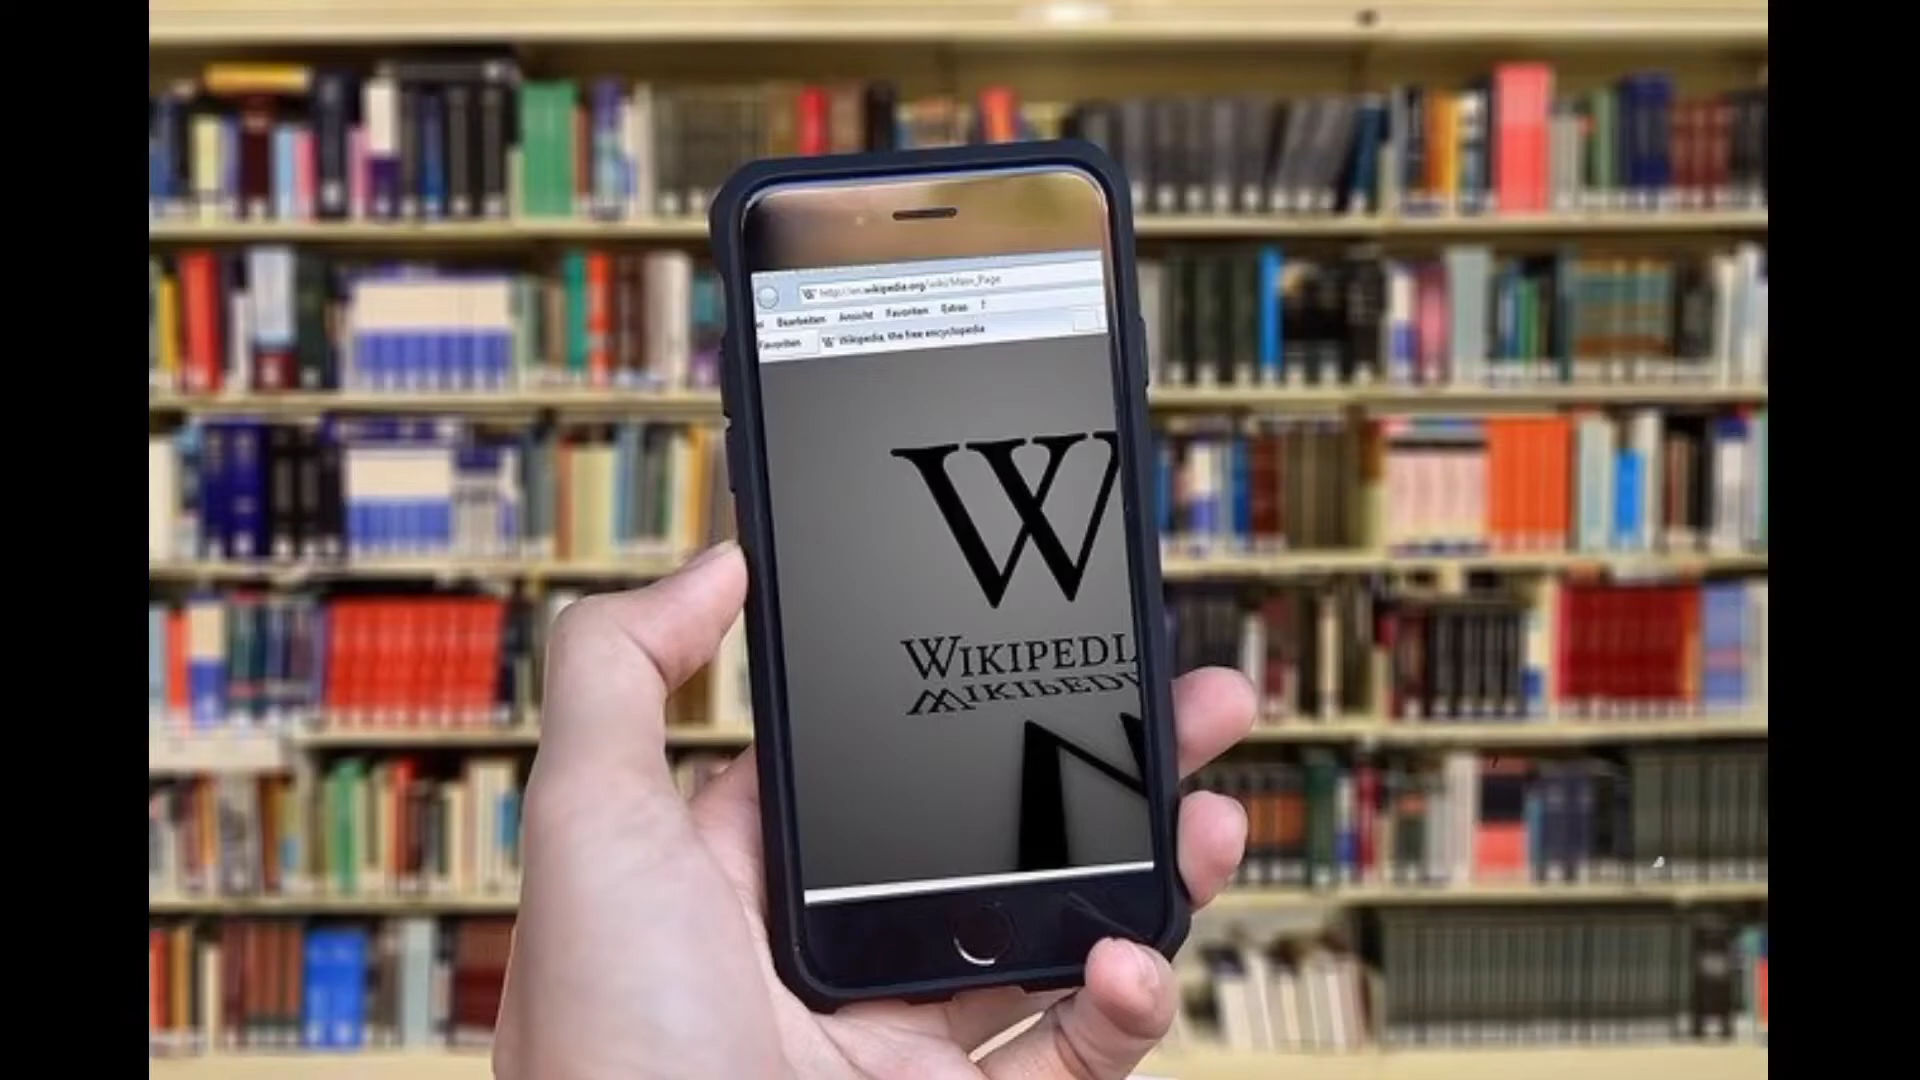 http://en.wikipedia.org/wiki/Main_Page
Bearbeiten Ansicht Favoriten Extras ?
Favoriten W Wikipedia, the free encyclopedia
W
WIKIPEDIA